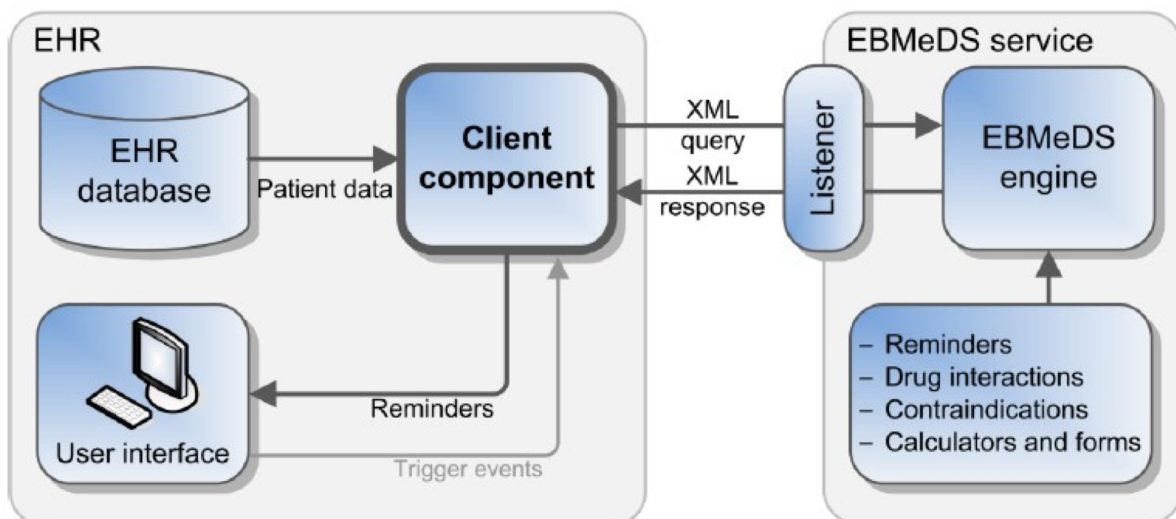 EHR
EHR
database
Patient data
Client
component
XML
query
XML
response
Reminders
User interface
Trigger events
EBMeDS service
Listener
EBMeDS
engine
– Reminders
– Drug interactions
– Contraindications
– Calculators and forms